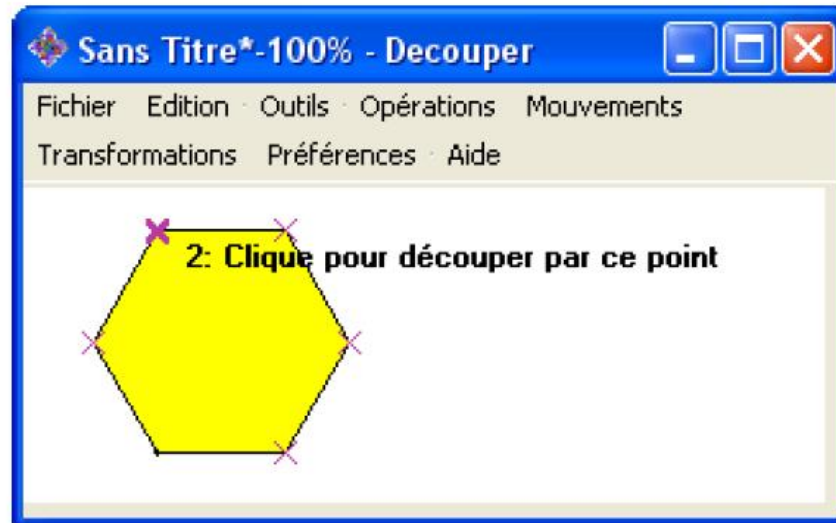 Sans Titre*-100% - Decouper
Fichier Edition Outils Opérations Mouvements
Transformations Préférences Aide
2: Clique pour découper par ce point